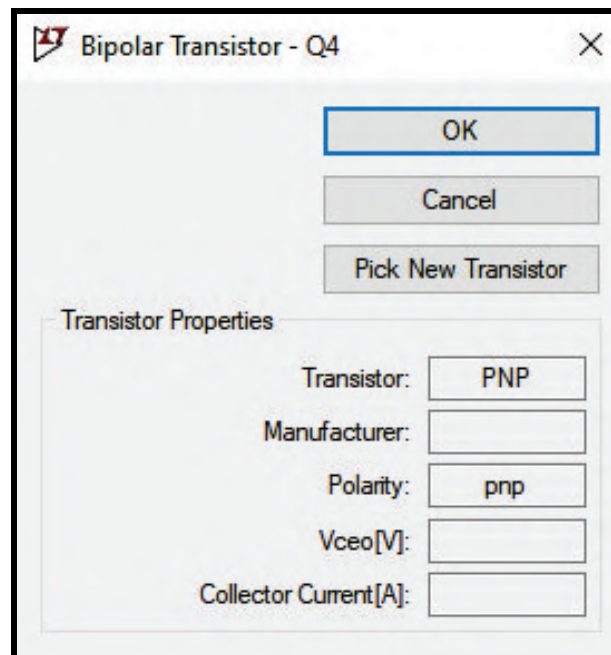 Bipolar Transistor - Q4
OK
Cancel
Pick New Transistor
Transistor Properties
Transistor: PNP
Manufacturer:
Polarity: pnp
Vceo[V]:
Collector Current[A]: